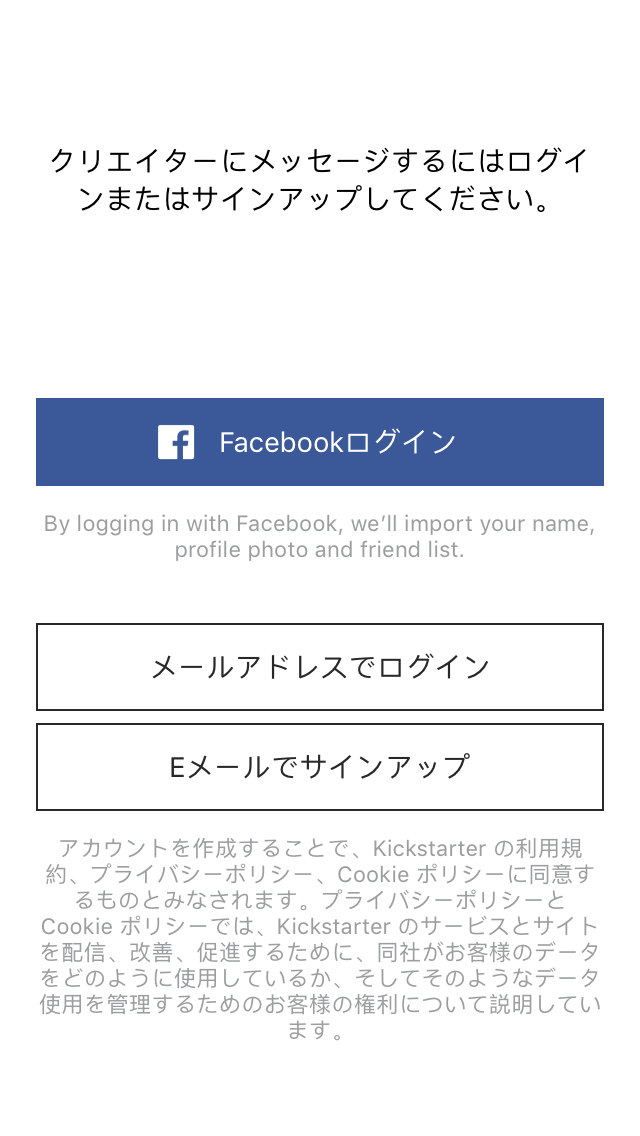 クリエイターにメッセージするにはログイ
ンまたはサインアップしてください。
Facebookログイン
By logging in with Facebook, we’ll import your name,
profile photo and friend list.
メールアドレスでログイン
Eメールでサインアップ
アカウントを作成することで、Kickstarter の利用規
約、プライバシーポリシー、Cookie ポリシーに同意す
るものとみなされます。プライバシーポリシーと
Cookie ポリシーでは、Kickstarter のサービスとサイト
を配信、改善、促進するために、同社がお客様のデータ
をどのように使用しているか、そしてそのようなデータ
使用を管理するためのお客様の権利について説明してい
ます。